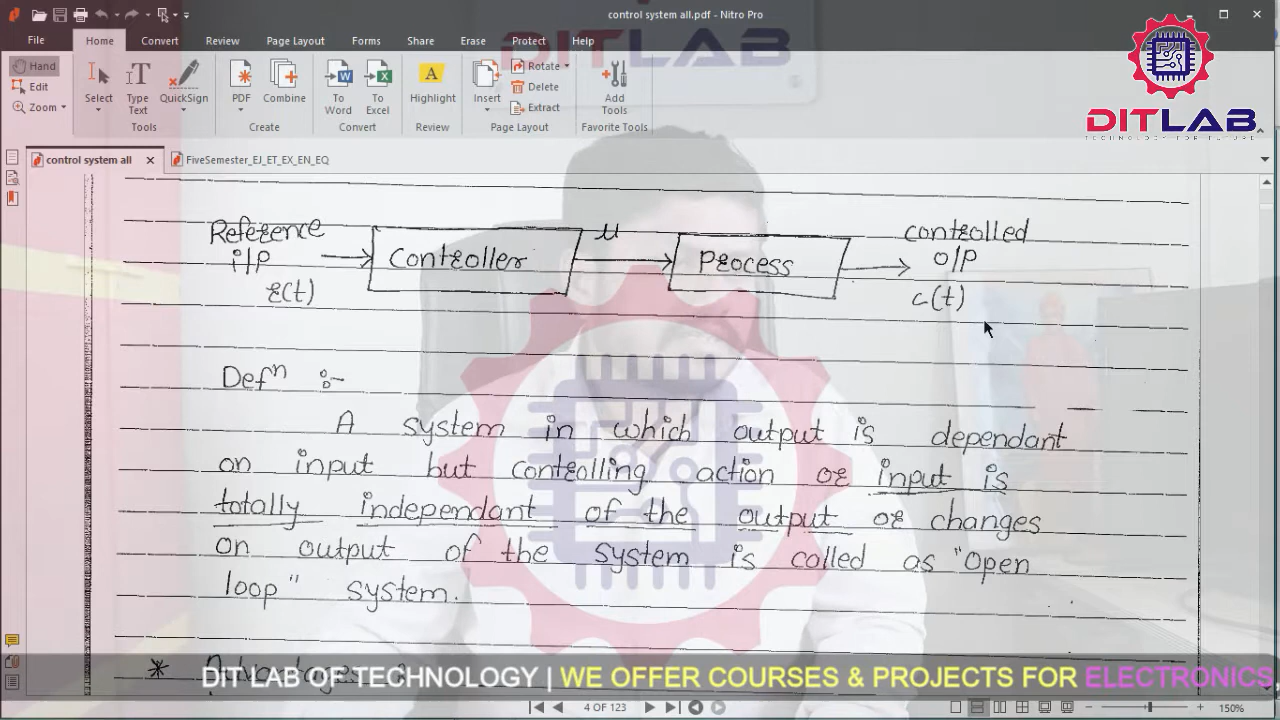 control system all.pdf - Nitro Pro
File Home Convert Review Page Layout Forms Share Erase Protect Help
Hand
Edit
Zoom
Select
Type Text
QuickSign
PDF
Combine
To Word
To Excel
Highlight
Insert
Rotate
Delete
Extract
Add Tools
Tools Create Convert Review Page Layout Favorite Tools
DITLAB
DITLAB
TECHNOLOGY FOR FUTURE
control system all
FiveSemester_EJ_ET_EX_EN_EQ
Reference i/p r(t)
Controller
u
Process
controlled o/p c(t)
Defn :-
A system in which output is dependant
on input but controlling action or input is
totally independant of the output or changes
on output of the system is called as "Open
loop" system.
* Advantages :
DIT LAB OF TECHNOLOGY | WE OFFER COURSES & PROJECTS FOR ELECTRONICS,
4 OF 123
150%